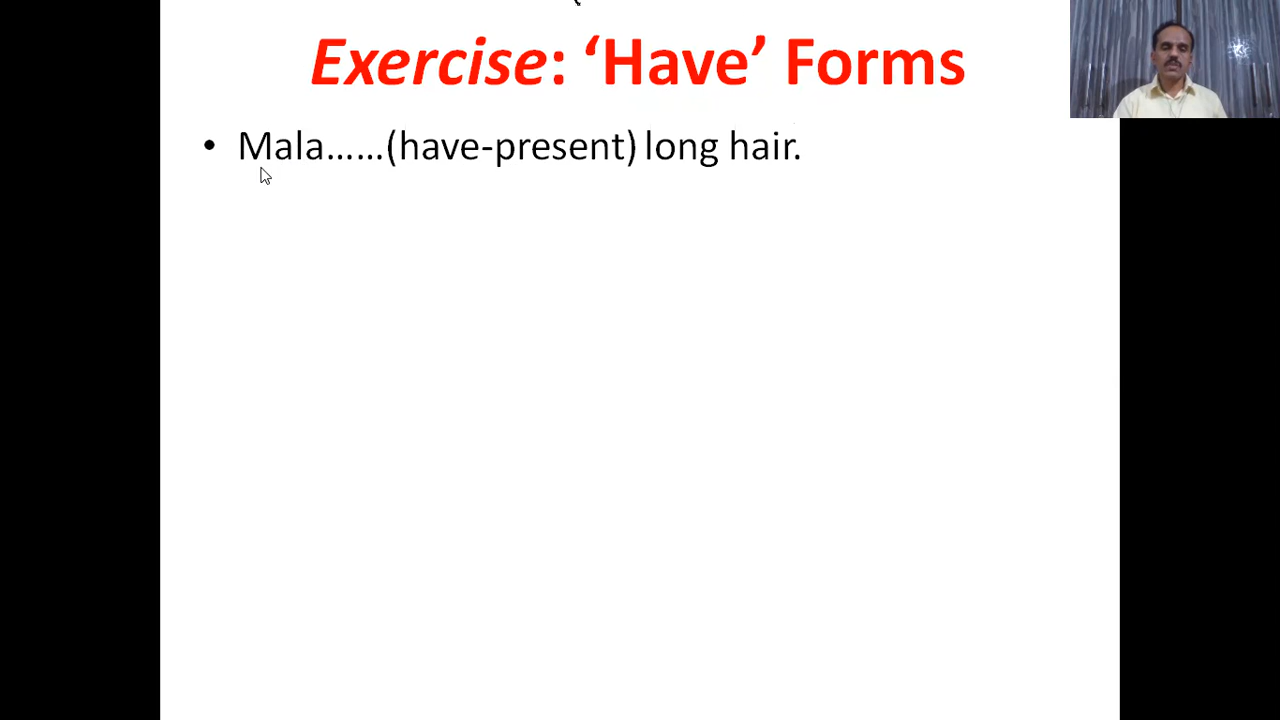 Exercise: ‘Have’ Forms
• Mala……(have-present) long hair.